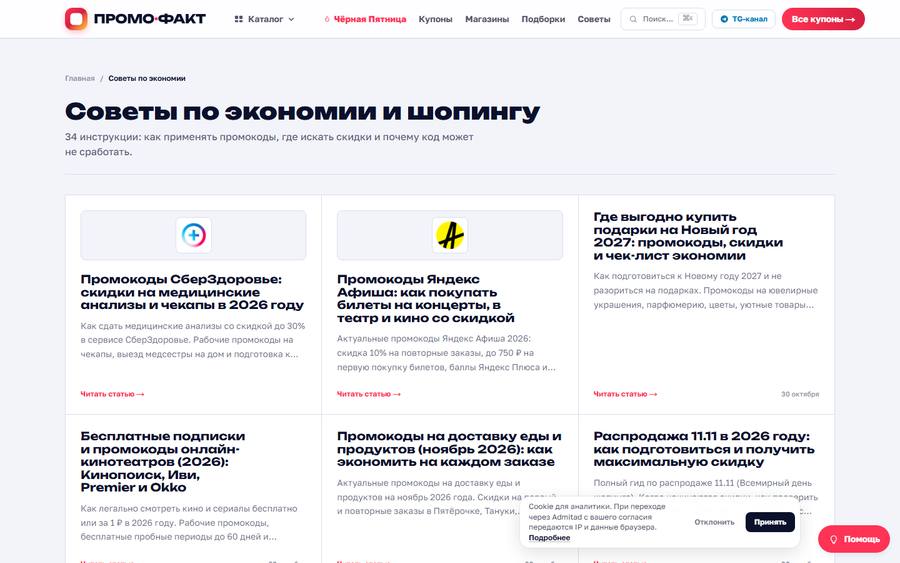 ПРОМО·ФАКТ
Каталог
Чёрная Пятница
Купоны
Магазины
Подборки
Советы
Поиск...
⌘K
TG-канал
Все купоны →
Главная / Советы по экономии
Советы по экономии и шопингу
34 инструкции: как применять промокоды, где искать скидки и почему код может
не сработать.
Промокоды СберЗдоровье:
скидки на медицинские
анализы и чекапы в 2026 году
Как сдать медицинские анализы со скидкой до 30%
в сервисе СберЗдоровье. Рабочие промокоды на
чекапы, выезд медсестры на дом и подготовка к...
Читать статью →
Промокоды Яндекс
Афиша: как покупать
билеты на концерты, в
театр и кино со скидкой
Актуальные промокоды Яндекс Афиша 2026:
скидка 10% на повторные заказы, до 750 ₽ на
первую покупку билетов, баллы Яндекс Плюса и...
Читать статью →
Где выгодно купить
подарки на Новый год
2027: промокоды, скидки
и чек-лист экономии
Как подготовиться к Новому году 2027 и не
разориться на подарках. Промокоды на ювелирные
украшения, парфюмерию, цветы, уютные товары...
Читать статью →
30 октября
Бесплатные подписки
и промокоды онлайн-
кинотеатров (2026):
Кинопоиск, Иви,
Premier и Okko
Как легально смотреть кино и сериалы бесплатно
или за 1 ₽ в 2026 году. Рабочие промокоды,
бесплатные пробные периоды до 60 дней и...
Промокоды на доставку еды и
продуктов (ноябрь 2026): как
экономить на каждом заказе
Актуальные промокоды на доставку еды и
продуктов на ноябрь 2026 года. Скидки на первый
и повторные заказы в Пятёрочке, Тануки,
Распродажа 11.11 в 2026 году:
как подготовиться и получить
максимальную скидку
Полный гид по распродаже 11.11 (Всемирный день
Cookie для аналитики. При переходе
через Admitad с вашего согласия
передаются IP и данные браузера.
Подробнее
Отклонить
Принять
Помощь